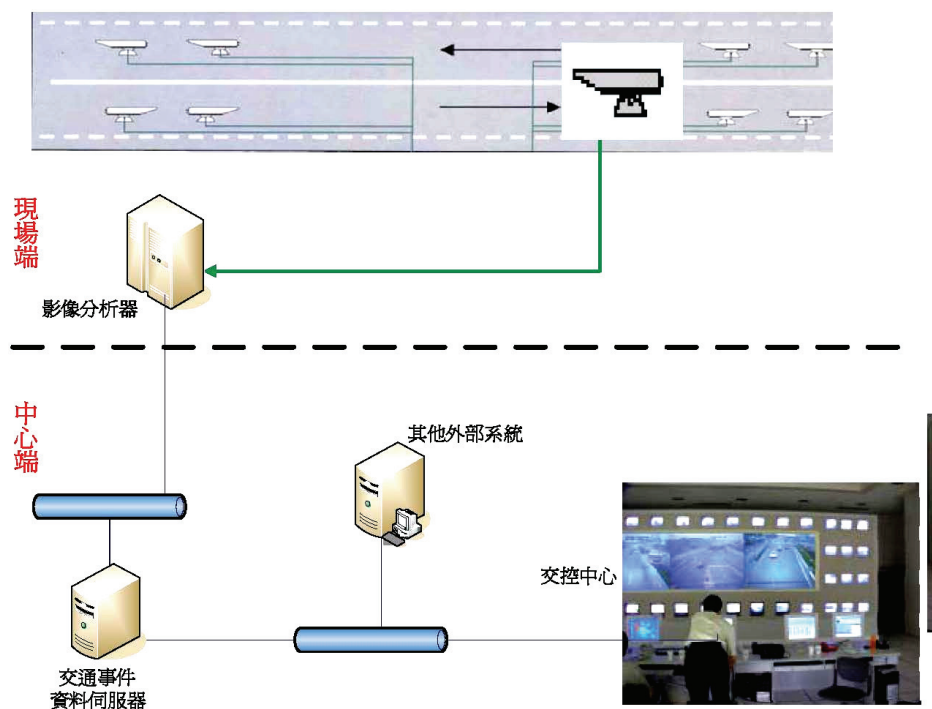 現場端
影像分析器
中心端
其他外部系統
交控中心
交通事件
資料伺服器